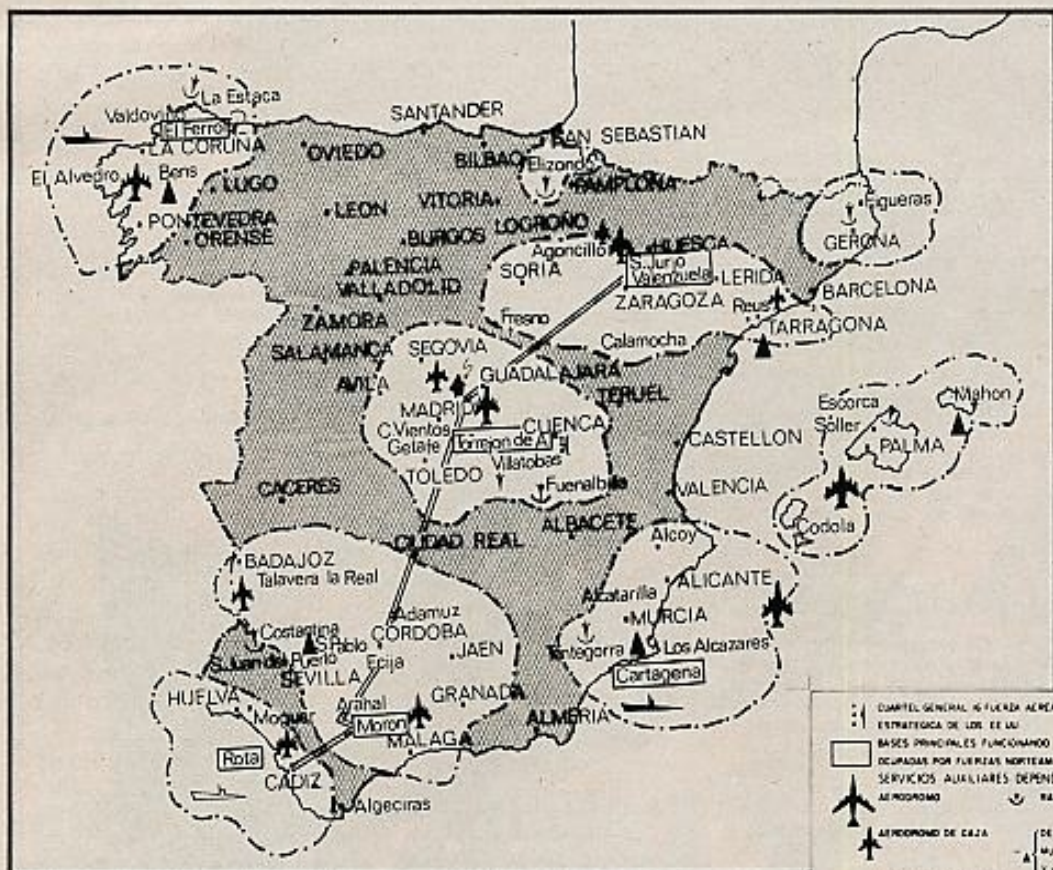 La Estaca
Valdoviño
El Ferrol
LA CORUÑA
SANTANDER
SAN SEBASTIAN
OVIEDO
BILBAO
Elizondo
El Alvedro
Bens
LUGO
VITORIA
PAMPLONA
Figueras
PONTEVEDRA
LEON
LOGROÑO
GERONA
ORENSE
BURGOS
Agoncillo
HUESCA
PALENCIA
SORIA
S. Jurjo
Valenzuela
LERIDA
VALLADOLID
ZARAGOZA
BARCELONA
ZAMORA
Fresno
Reus
TARRAGONA
SALAMANCA
SEGOVIA
Calamocha
AVILA
GUADALAJARA
TERUEL
Mahon
MADRID
Escorca
Sóller
C.Vientos
CUENCA
CASTELLON
PALMA
Getafe
Torrejon de A
Villatobas
TOLEDO
Fuenalbilla
VALENCIA
CACERES
Codola
ALBACETE
CIUDAD REAL
Alcoy
BADAJOZ
Talavera la Real
ALICANTE
Alcatarilla
Adamuz
MURCIA
Costantina
CORDOBA
S. Pablo
Tentegorra
Los Alcazares
S. Juan del Puerto
Ecija
JAEN
SEVILLA
Cartagena
HUELVA
Arahal
GRANADA
Moguer
Moron
ALMERIA
MALAGA
Rota
CADIZ
Algeciras
CUARTEL GENERAL 16 FUERZA AEREA
ESTRATEGICA DE LOS EE UU
BASES PRINCIPALES FUNCIONANDO
OCUPADAS POR FUERZAS NORTEAM
SERVICIOS AUXILIARES DEPEN
AERODROMO
RA
AERODROMO DE CAJA
DE
MU